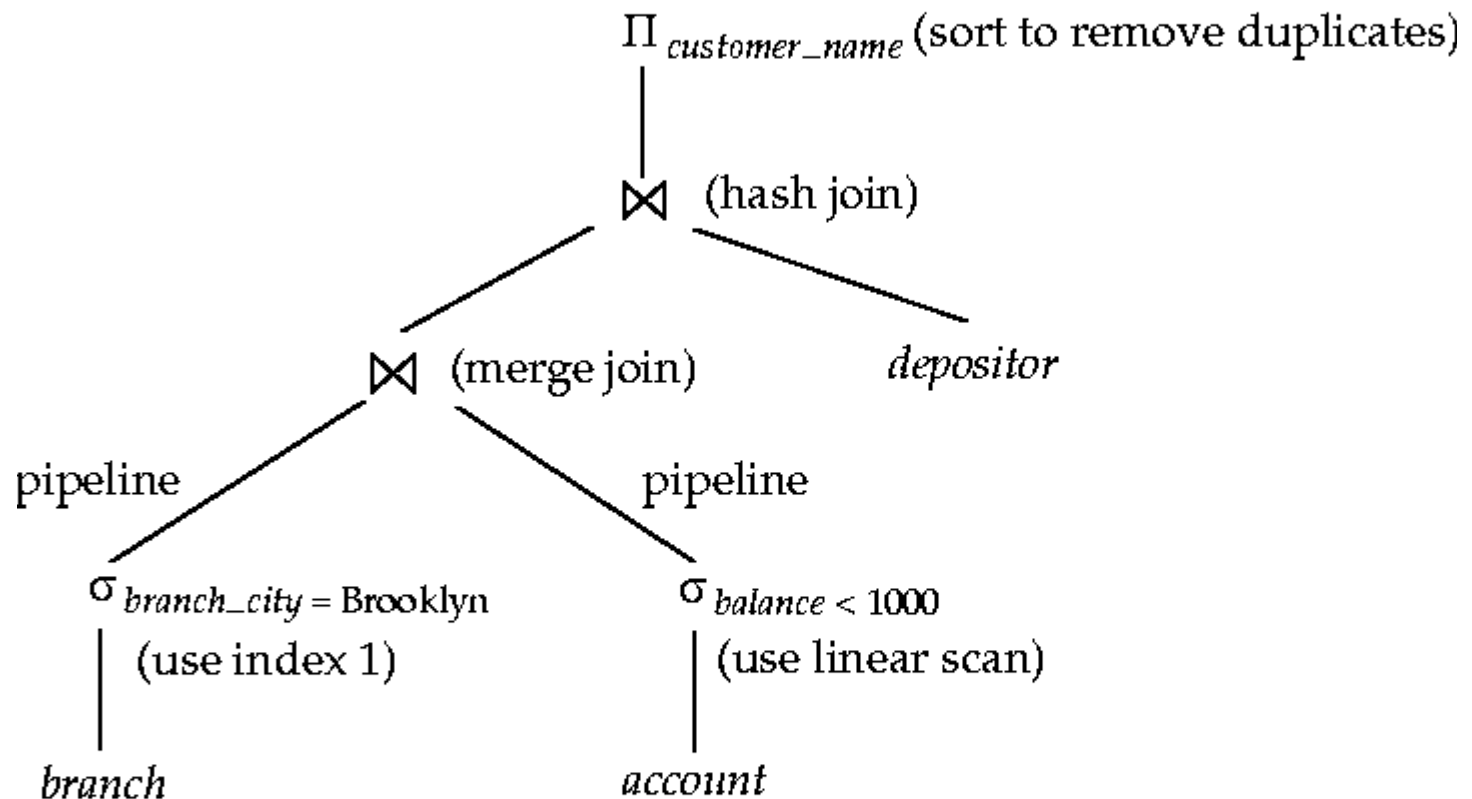 Π customer_name (sort to remove duplicates)
⋈ (hash join)
⋈ (merge join)
depositor
pipeline
pipeline
σ branch_city = Brooklyn
σ balance < 1000
(use index 1)
(use linear scan)
branch
account